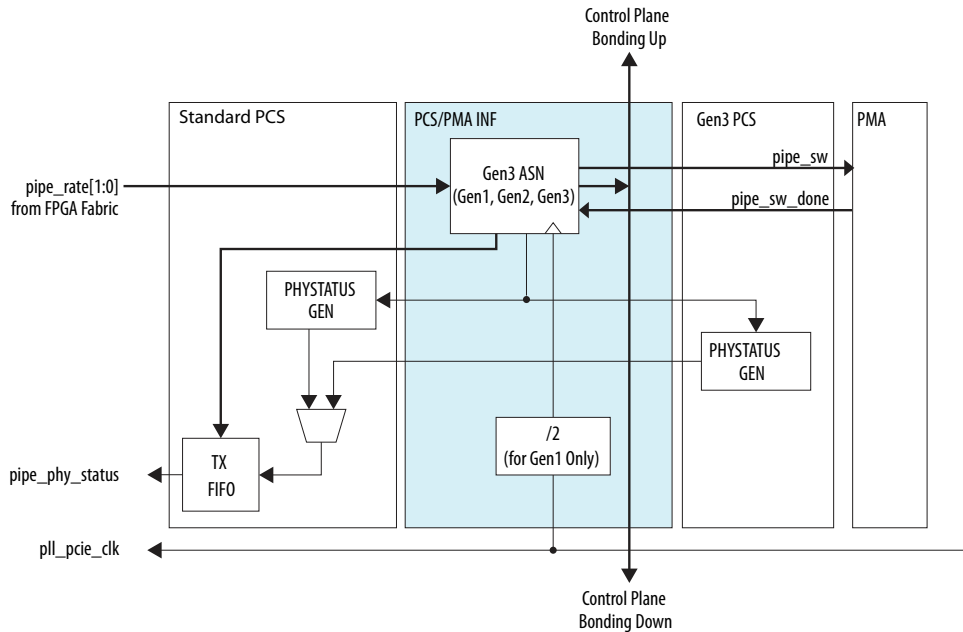 Control Plane
Bonding Up
Standard PCS
PCS/PMA INF
Gen3 PCS
PMA
Gen3 ASN
(Gen1, Gen2, Gen3)
pipe_sw
pipe_sw_done
pipe_rate[1:0]
from FPGA Fabric
PHYSTATUS
GEN
PHYSTATUS
GEN
/2
(for Gen1 Only)
TX
FIFO
pipe_phy_status
pll_pcie_clk
Control Plane
Bonding Down